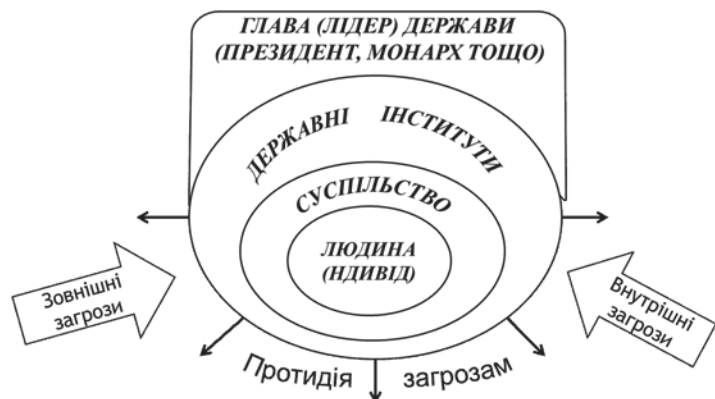 ГЛАВА (ЛІДЕР) ДЕРЖАВИ
(ПРЕЗИДЕНТ, МОНАРХ ТОЩО)
ДЕРЖАВНІ ІНСТИТУТИ
СУСПІЛЬСТВО
ЛЮДИНА
(НДИВІД)
Зовнішні
загрози
Внутрішні
загрози
Протидія загрозам